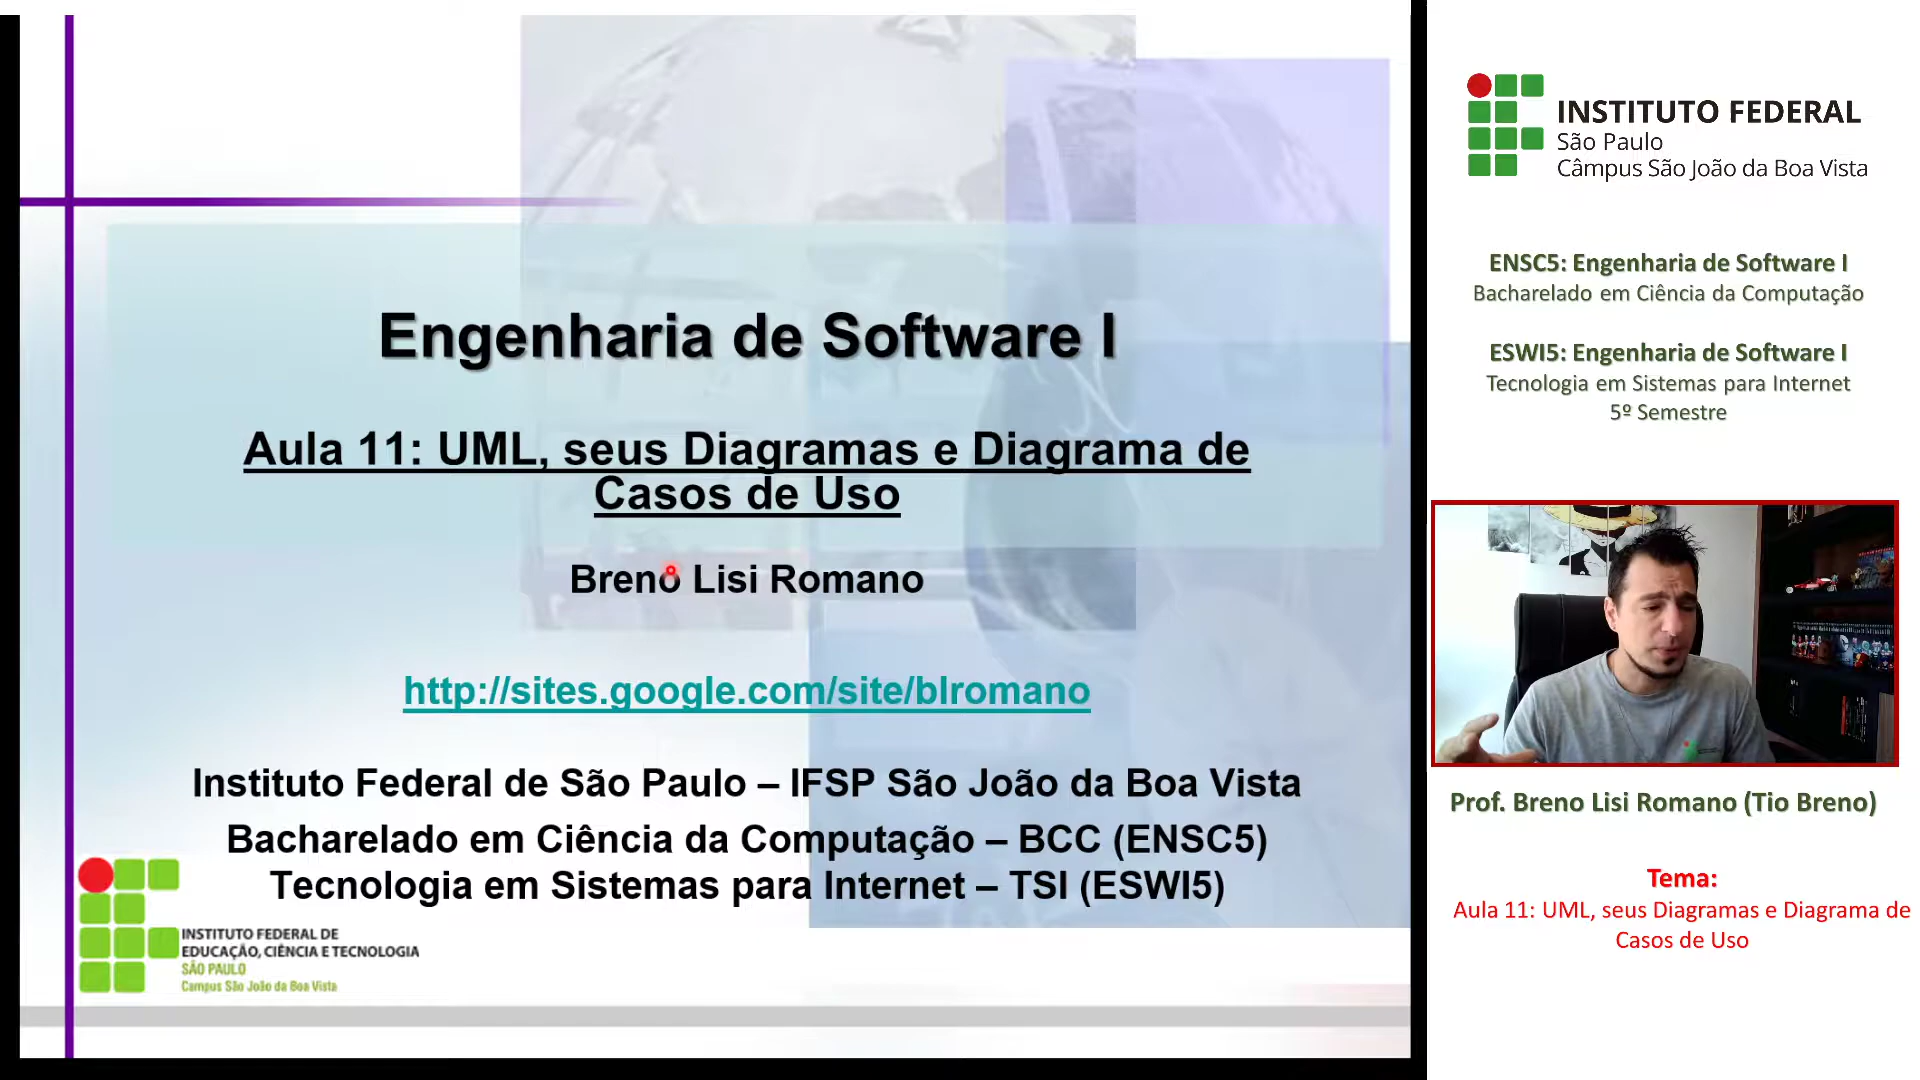 Engenharia de Software I
Aula 11: UML, seus Diagramas e Diagrama de
Casos de Uso
Breno Lisi Romano
http://sites.google.com/site/blromano
Instituto Federal de São Paulo – IFSP São João da Boa Vista
Bacharelado em Ciência da Computação – BCC (ENSC5)
Tecnologia em Sistemas para Internet – TSI (ESWI5)
INSTITUTO FEDERAL DE
EDUCAÇÃO, CIÊNCIA E TECNOLOGIA
SÃO PAULO
Campus São João da Boa Vista
INSTITUTO FEDERAL
São Paulo
Câmpus São João da Boa Vista
ENSC5: Engenharia de Software I
Bacharelado em Ciência da Computação
ESWI5: Engenharia de Software I
Tecnologia em Sistemas para Internet
5º Semestre
Prof. Breno Lisi Romano (Tio Breno)
Tema:
Aula 11: UML, seus Diagramas e Diagrama de
Casos de Uso